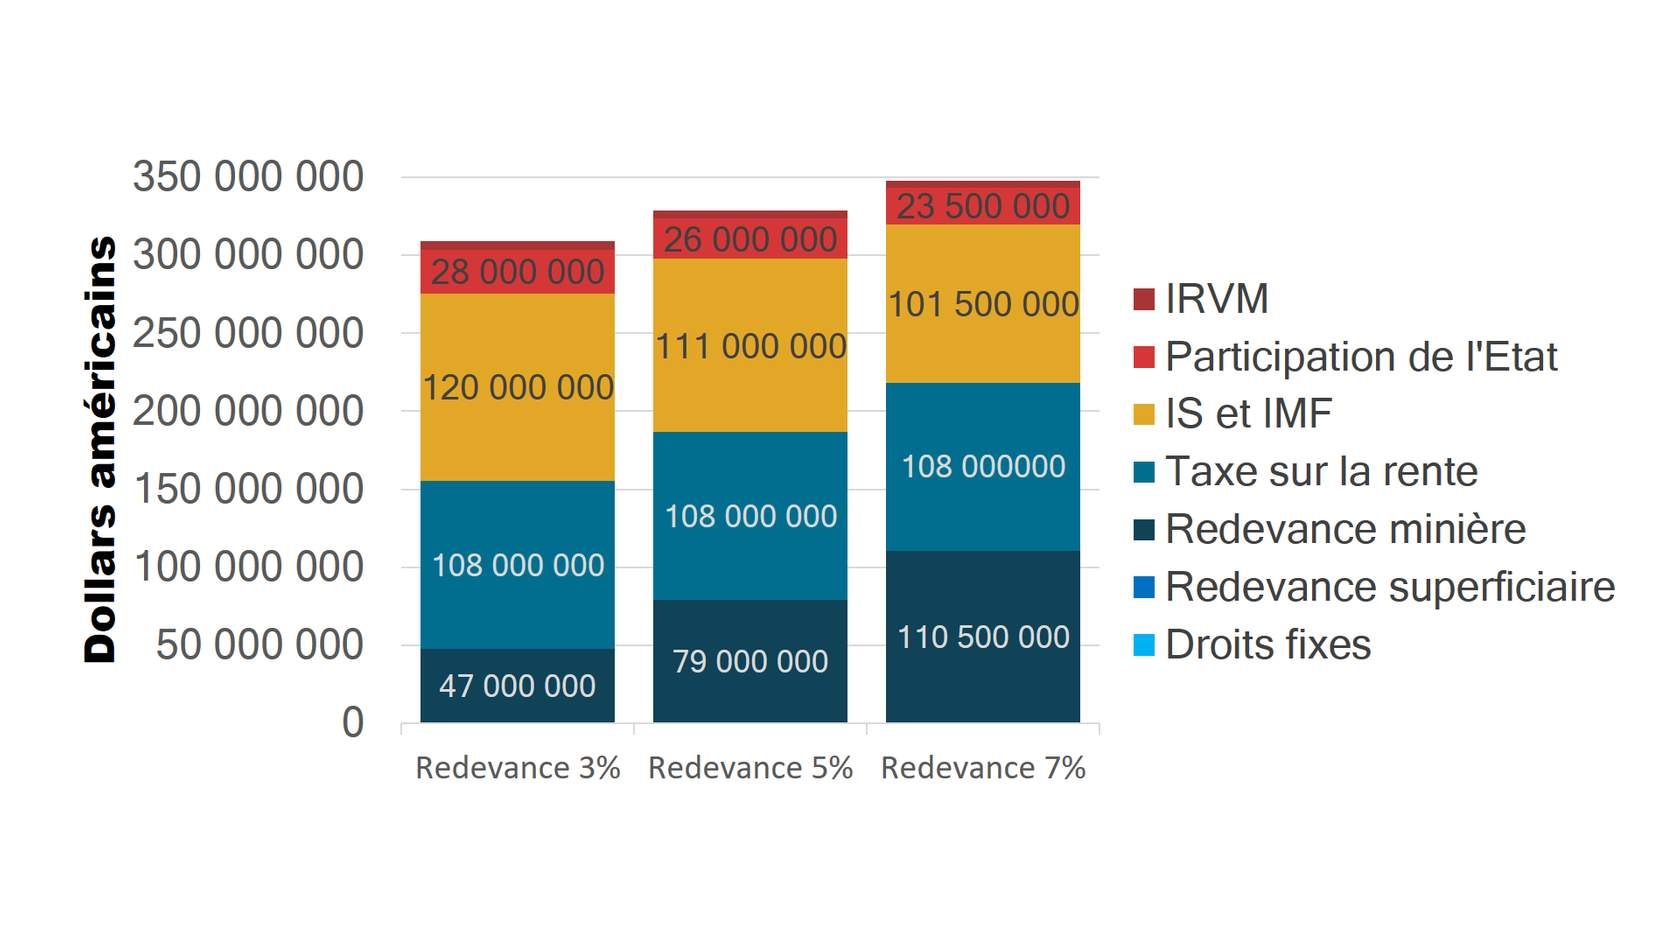 Dollars américains
350 000 000
300 000 000
250 000 000
200 000 000
150 000 000
100 000 000
50 000 000
0
28 000 000
120 000 000
108 000 000
47 000 000
26 000 000
111 000 000
108 000 000
79 000 000
23 500 000
101 500 000
108 000000
110 500 000
Redevance 3%
Redevance 5%
Redevance 7%
IRVM
Participation de l'Etat
IS et IMF
Taxe sur la rente
Redevance minière
Redevance superficiaire
Droits fixes